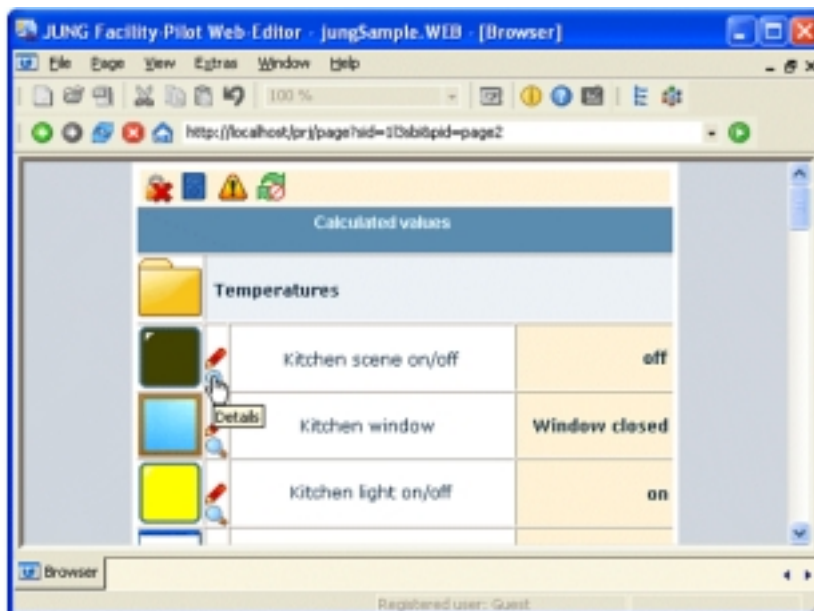 JUNG Facility-Pilot Web-Editor - jungSample.WEB - [Browser]
File Page View Extras Window Help
100 %
http://localhost/prj/page?sid=1&pid=page2
Calculated values
Temperatures
Kitchen scene on/off off
Details
Kitchen window Window closed
Kitchen light on/off on
Browser
Registered user: Guest